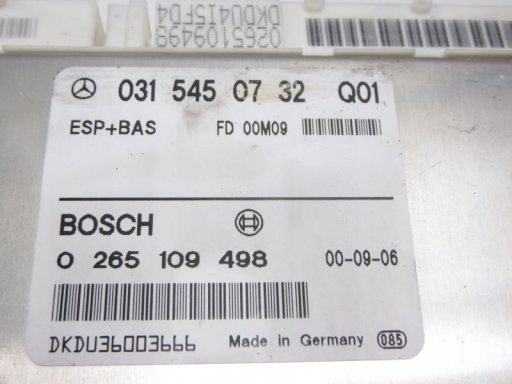 0265109498
DKDU4I5FD4
031 545 07 32 Q01
ESP+BAS FD 00M09
BOSCH
0 265 109 498 00-09-06
DKDU36003666 Made in Germany 085